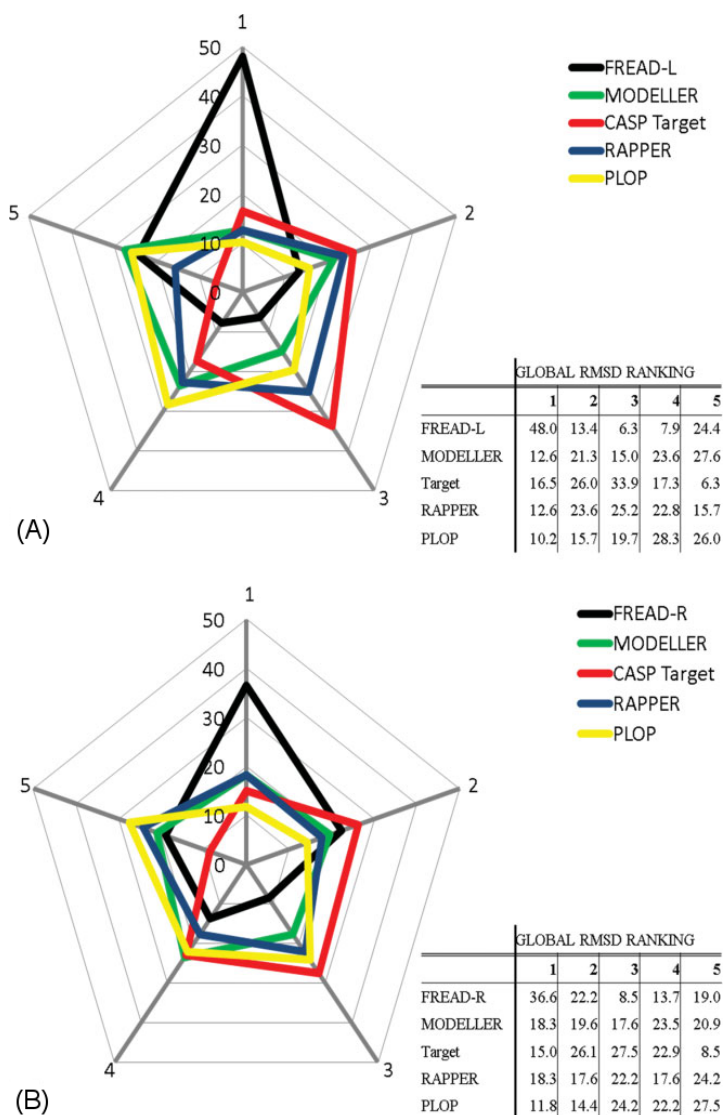 1
50
40
30
20
10
0
5
2
4
3
FREAD-L
MODELLER
CASP Target
RAPPER
PLOP
GLOBAL RMSD RANKING
1 2 3 4 5
FREAD-L 48.0 13.4 6.3 7.9 24.4
MODELLER 12.6 21.3 15.0 23.6 27.6
Target 16.5 26.0 33.9 17.3 6.3
RAPPER 12.6 23.6 25.2 22.8 15.7
PLOP 10.2 15.7 19.7 28.3 26.0
(A)
1
50
40
30
20
10
0
5
2
4
3
FREAD-R
MODELLER
CASP Target
RAPPER
PLOP
GLOBAL RMSD RANKING
1 2 3 4 5
FREAD-R 36.6 22.2 8.5 13.7 19.0
MODELLER 18.3 19.6 17.6 23.5 20.9
Target 15.0 26.1 27.5 22.9 8.5
RAPPER 18.3 17.6 22.2 17.6 24.2
PLOP 11.8 14.4 24.2 22.2 27.5
(B)